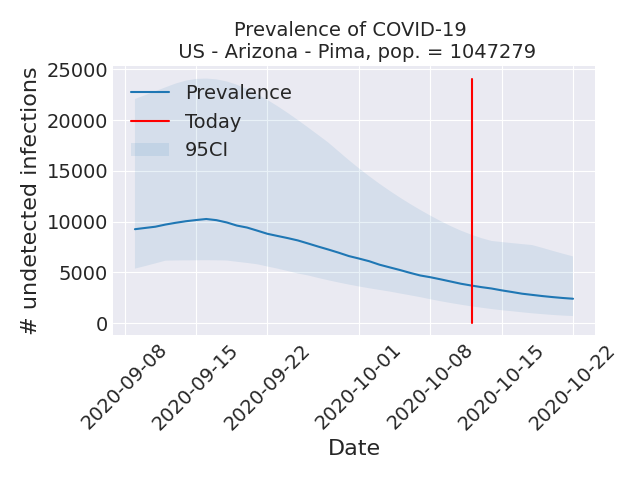 Prevalence of COVID-19
US - Arizona - Pima, pop. = 1047279
# undetected infections
25000
20000
15000
10000
5000
0
Prevalence
Today
95CI
2020-09-08
2020-09-15
2020-09-22
2020-10-01
2020-10-08
2020-10-15
2020-10-22
Date